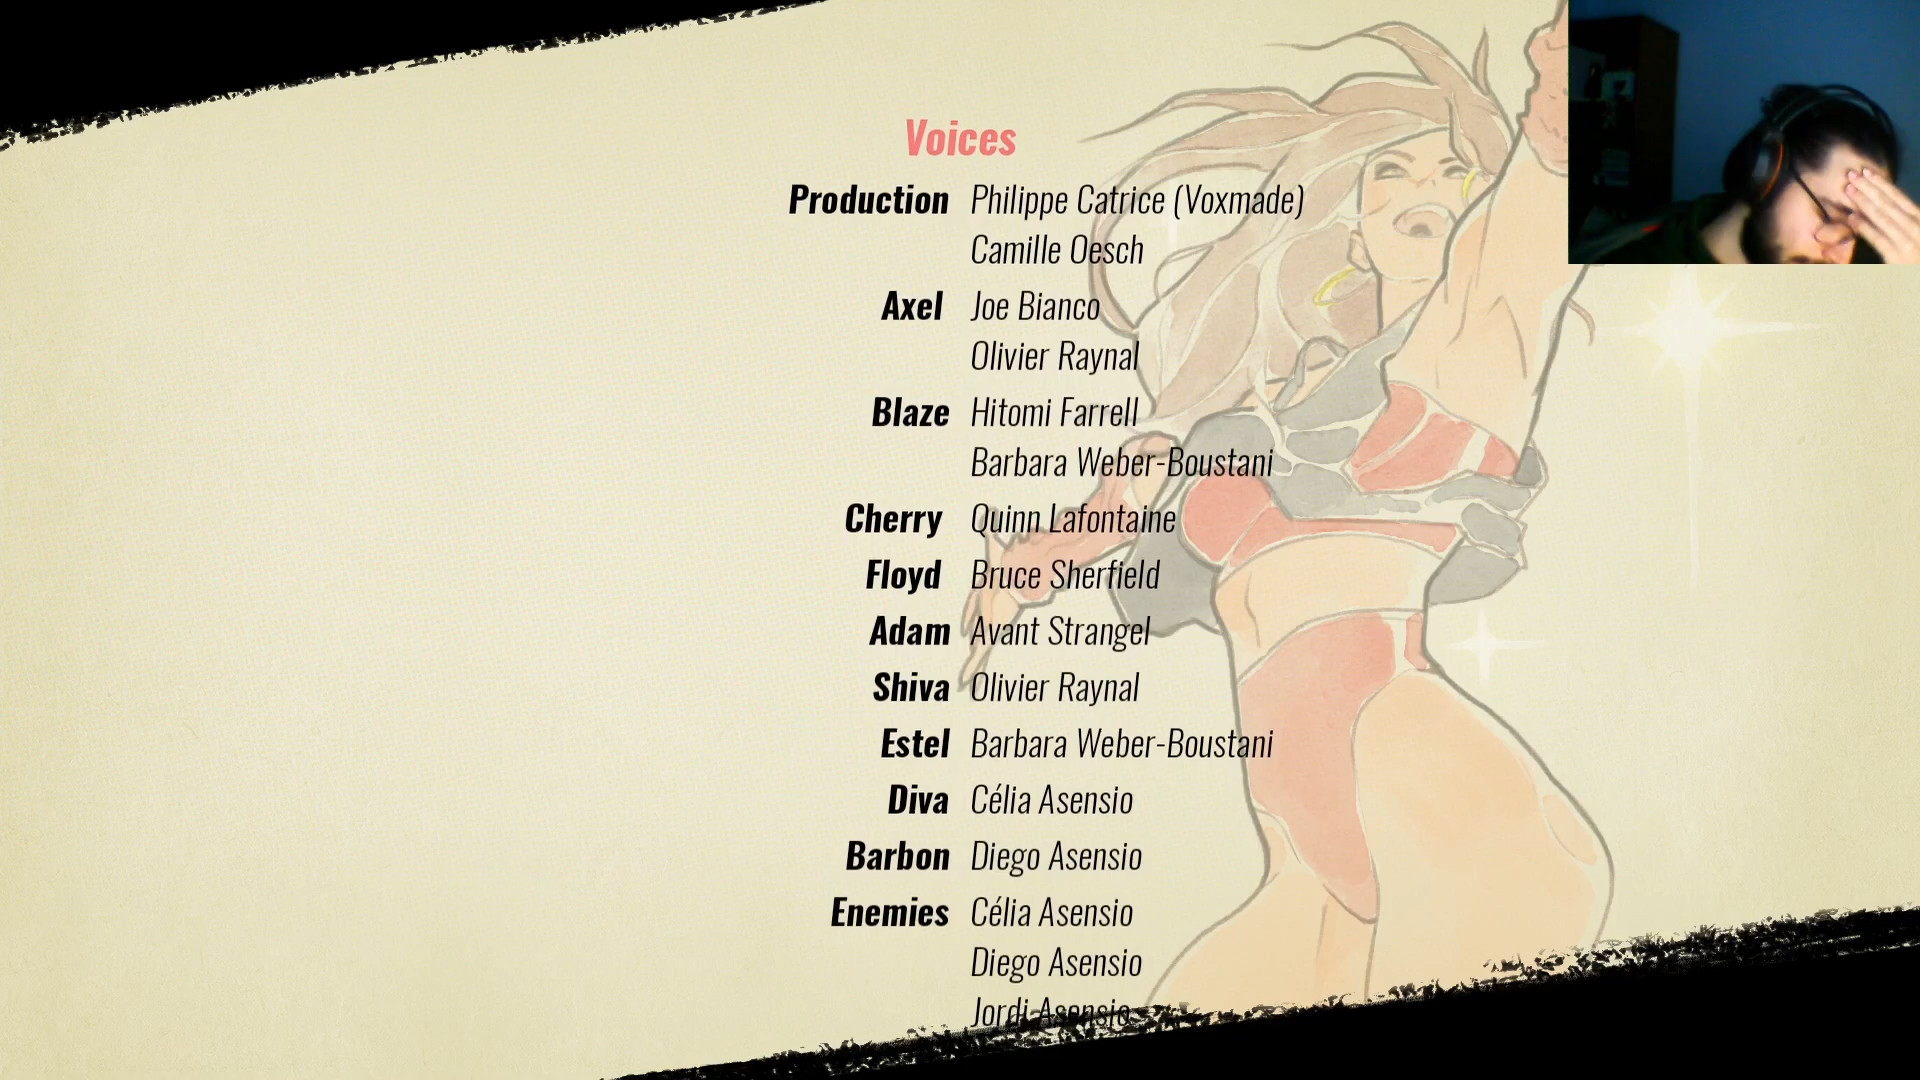 Voices
Production Philippe Catrice (Voxmade)
Camille Oesch
Axel Joe Bianco
Olivier Raynal
Blaze Hitomi Farrell
Barbara Weber-Boustani
Cherry Quinn Lafontaine
Floyd Bruce Sherfield
Adam Avant Strangel
Shiva Olivier Raynal
Estel Barbara Weber-Boustani
Diva Célia Asensio
Barbon Diego Asensio
Enemies Célia Asensio
Diego Asensio
Jordi Asensio